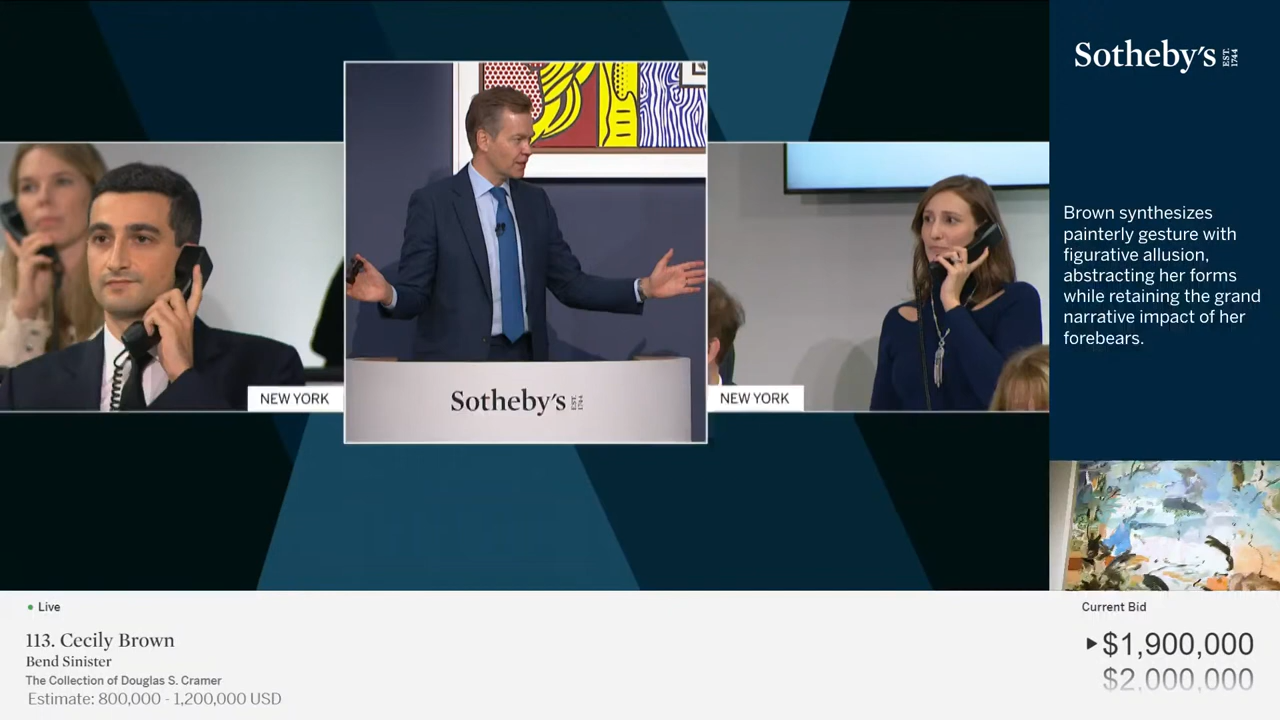 Sotheby's EST. 1744
Brown synthesizes
painterly gesture with
figurative allusion,
abstracting her forms
while retaining the grand
narrative impact of her
forebears.
NEW YORK
Sotheby's EST. 1744
NEW YORK
Live
113. Cecily Brown
Bend Sinister
The Collection of Douglas S. Cramer
Estimate: 800,000 - 1,200,000 USD
Current Bid
$1,900,000
$2,000,000